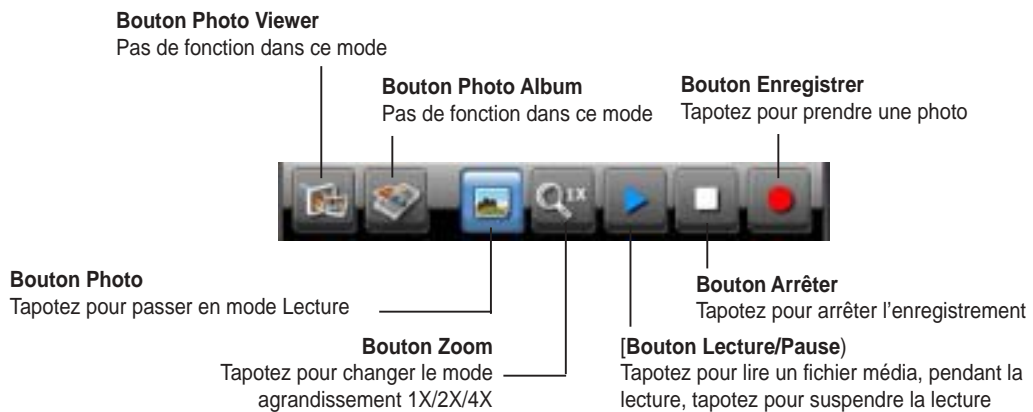 Bouton Photo Viewer
Pas de fonction dans ce mode
Bouton Photo Album
Pas de fonction dans ce mode
Bouton Enregistrer
Tapotez pour prendre une photo
1X
Bouton Photo
Tapotez pour passer en mode Lecture
Bouton Zoom
Tapotez pour changer le mode
agrandissement 1X/2X/4X
Bouton Arrêter
Tapotez pour arrêter l'enregistrement
[Bouton Lecture/Pause)
Tapotez pour lire un fichier média, pendant la
lecture, tapotez pour suspendre la lecture